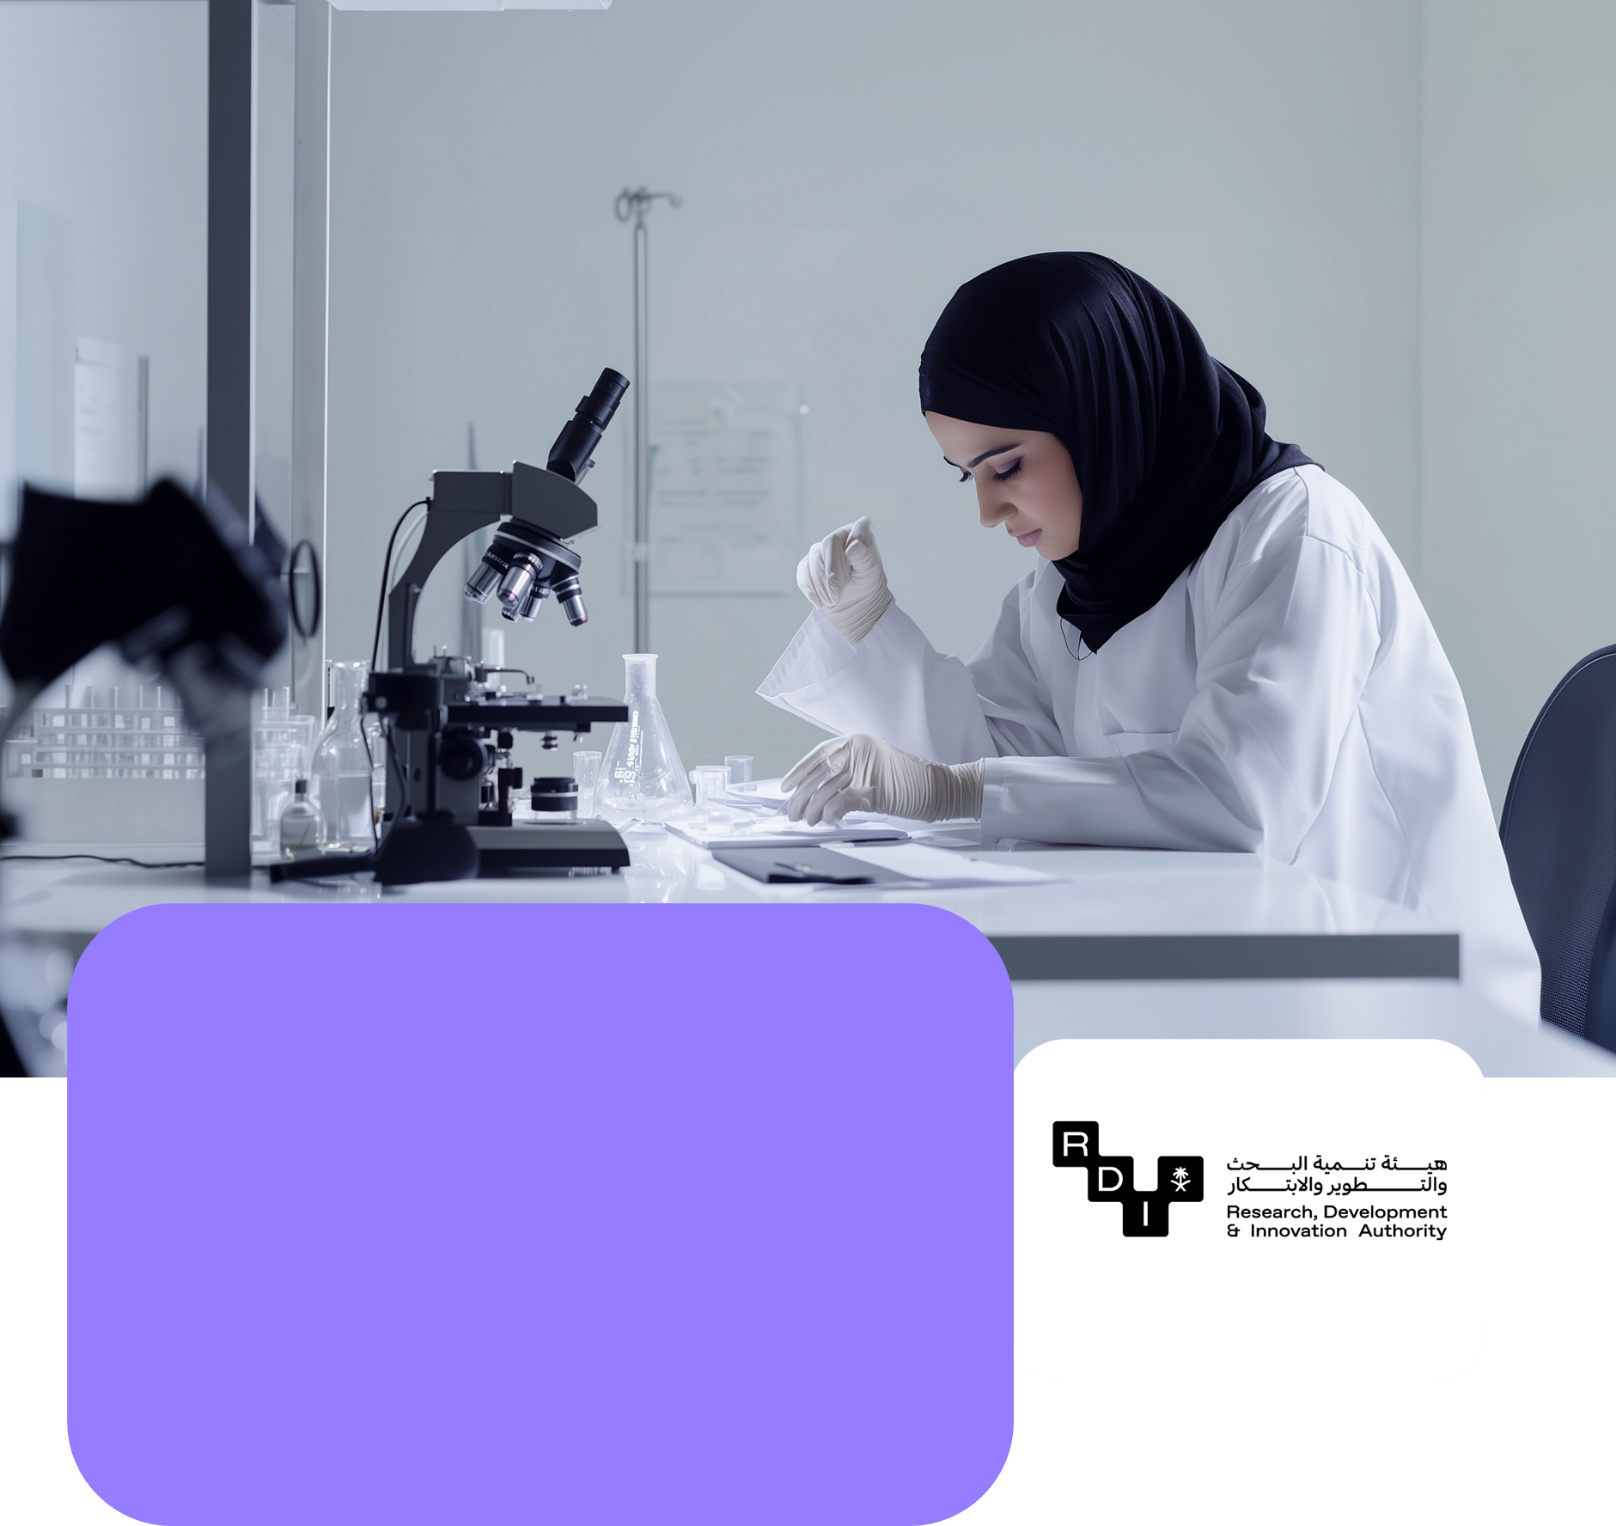 R
D
I
هيئة تنمية البحث
والتطوير والابتكار
Research, Development
& Innovation Authority